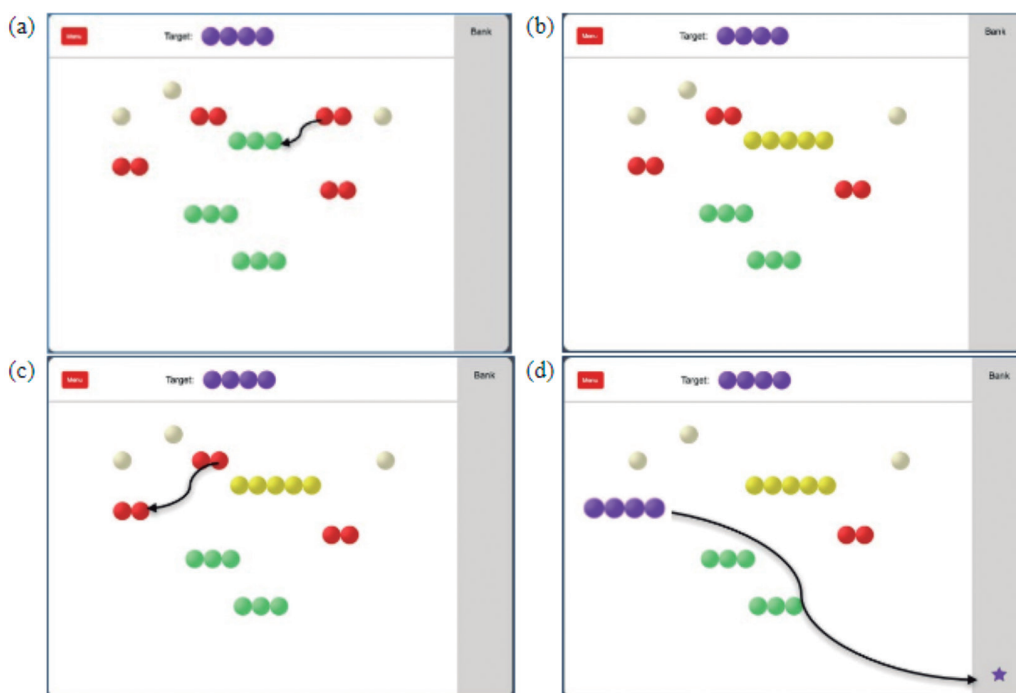 (a)
Menu
Target:
Bank
(b)
Menu
Target:
Bank
(c)
Menu
Target:
Bank
(d)
Menu
Target:
Bank